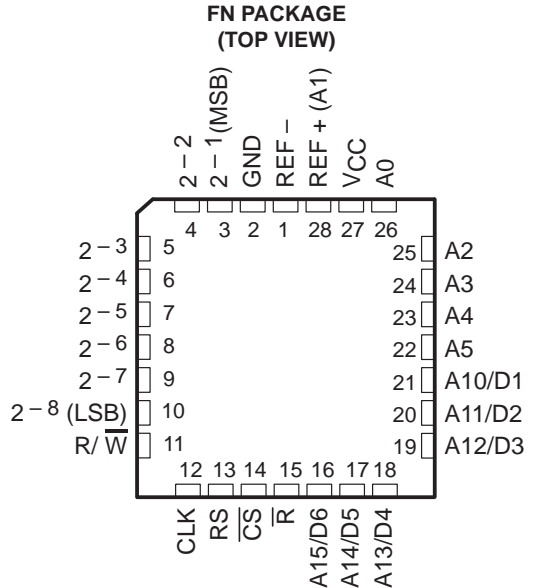 FN PACKAGE
(TOP VIEW)
2 – 2
2 – 1 (MSB)
GND
REF –
REF + (A1)
VCC
A0
4
3
2
1
28
27
26
2 – 3
5
2 – 4
6
2 – 5
7
2 – 6
8
2 – 7
9
2 – 8 (LSB)
10
R/ W̅
11
25
A2
24
A3
23
A4
22
A5
21
A10/D1
20
A11/D2
19
A12/D3
12
13
14
15
16
17
18
CLK
RS
C̅S̅
R̅
A15/D6
A14/D5
A13/D4